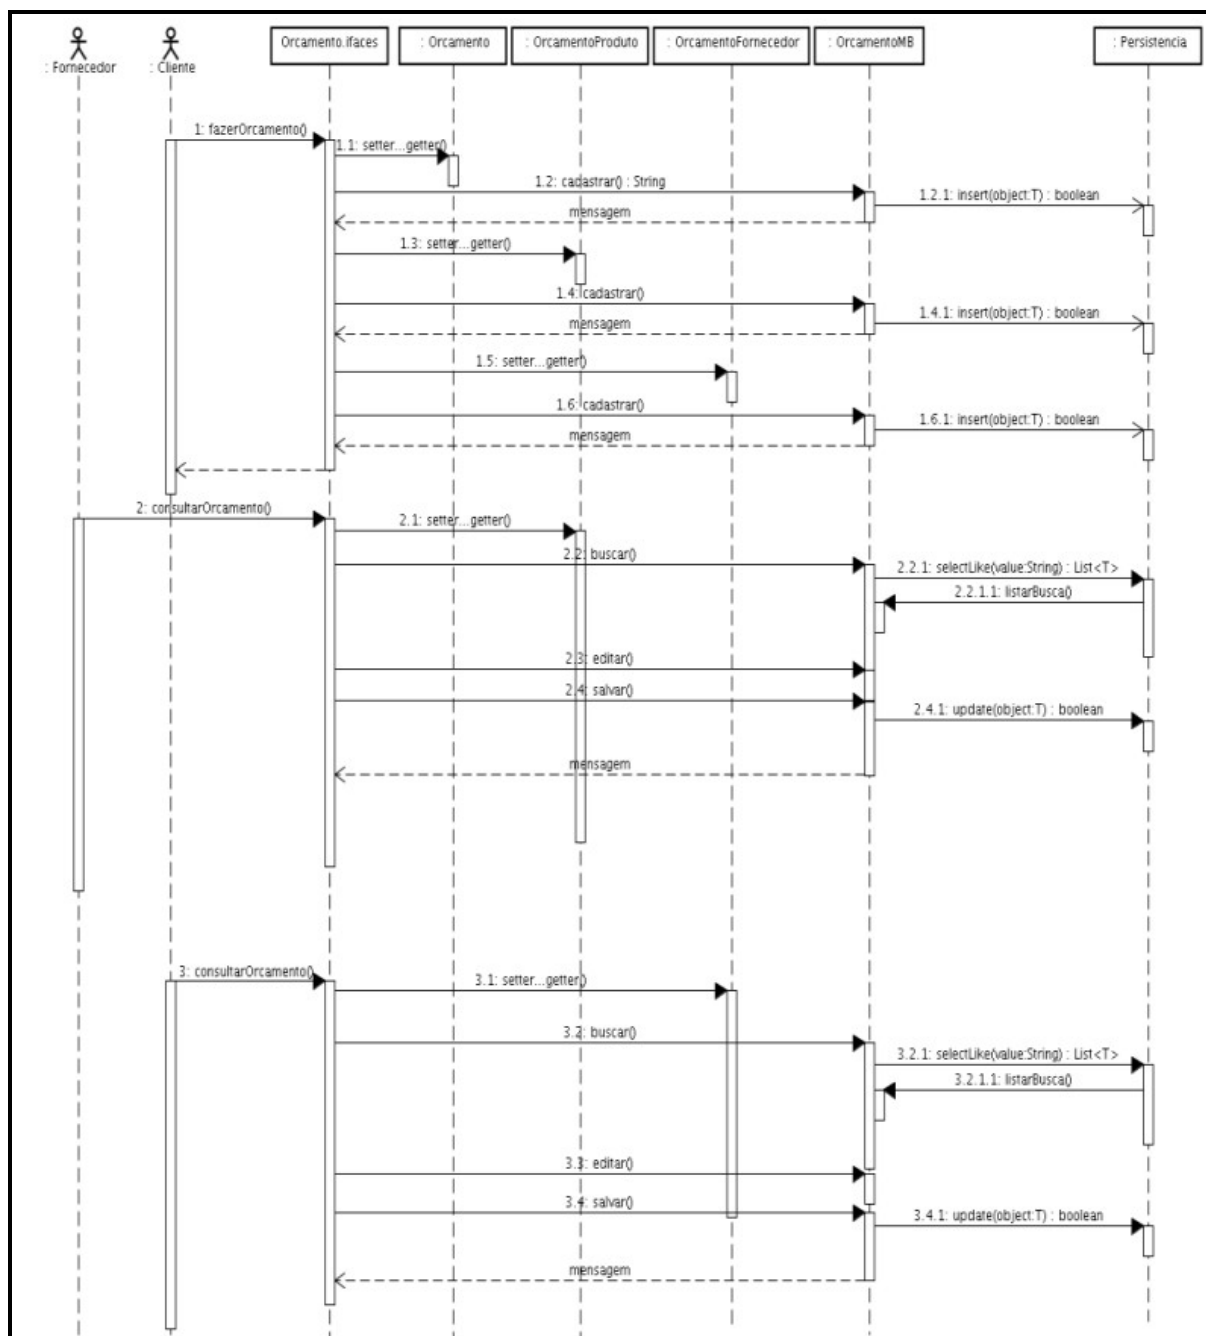 : Fornecedor
: Cliente
Orcamento.ifaces
: Orcamento
: OrcamentoProduto
: OrcamentoFornecedor
: OrcamentoMB
: Persistencia
1: fazerOrcamento()
1.1: setter...getter()
1.2: cadastrar() : String
1.2.1: insert(object:T) : boolean
mensagem
1.3: setter...getter()
1.4: cadastrar()
1.4.1: insert(object:T) : boolean
mensagem
1.5: setter...getter()
1.6: cadastrar()
1.6.1: insert(object:T) : boolean
mensagem
2: consultarOrcamento()
2.1: setter...getter()
2.2: buscar()
2.2.1: selectLike(value:String) : List<T>
2.2.1.1: listarBusca()
2.3: editar()
2.4: salvar()
2.4.1: update(object:T) : boolean
mensagem
3: consultarOrcamento()
3.1: setter...getter()
3.2: buscar()
3.2.1: selectLike(value:String) : List<T>
3.2.1.1: listarBusca()
3.3: editar()
3.4: salvar()
3.4.1: update(object:T) : boolean
mensagem